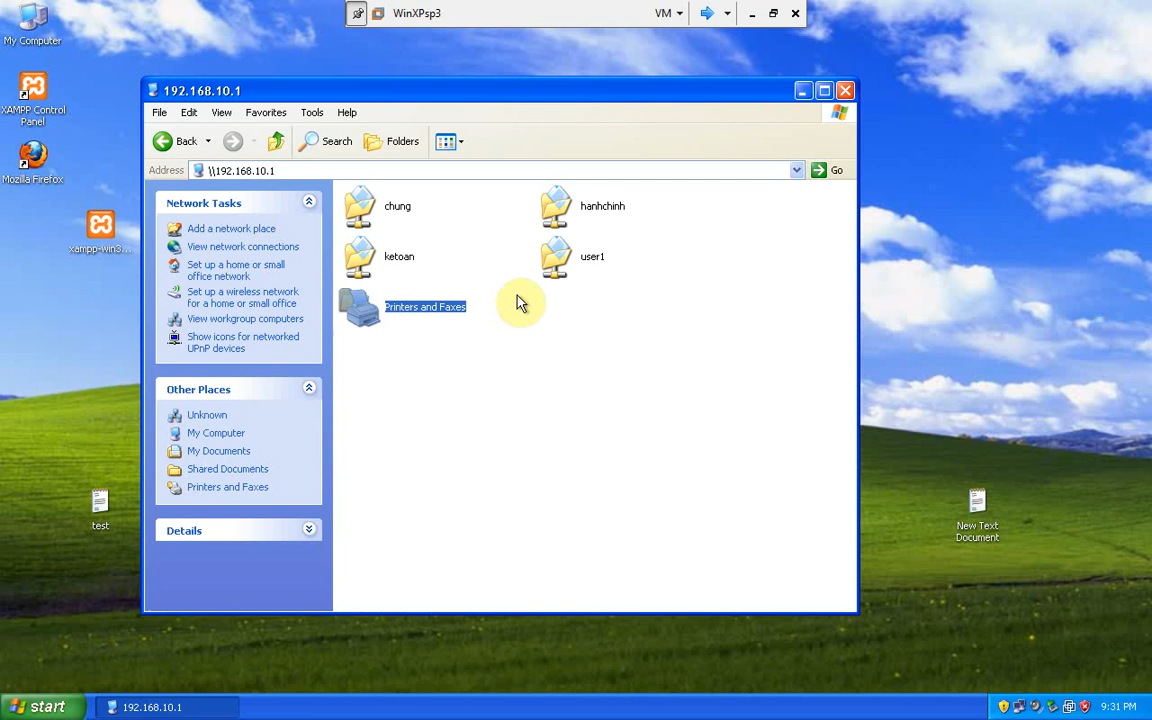 WinXPsp3
VM
My Computer
XAMPP Control
Panel
Mozilla Firefox
xampp-win3...
test
New Text
Document
192.168.10.1
File Edit View Favorites Tools Help
Back Search Folders
Address \\192.168.10.1 Go
Network Tasks
Add a network place
View network connections
Set up a home or small
office network
Set up a wireless network
for a home or small office
View workgroup computers
Show icons for networked
UPnP devices
Other Places
Unknown
My Computer
My Documents
Shared Documents
Printers and Faxes
Details
chung
hanhchinh
ketoan
user1
Printers and Faxes
start
192.168.10.1
9:31 PM